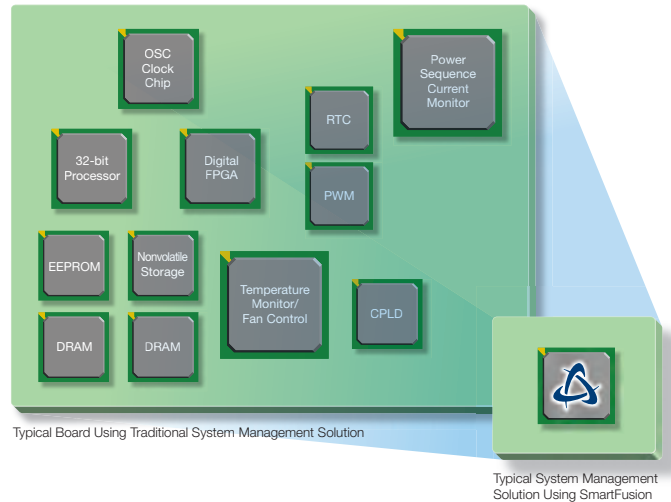 OSC
Clock
Chip
Power
Sequence
Current
Monitor
RTC
32-bit
Processor
Digital
FPGA
PWM
EEPROM
Nonvolatile
Storage
Temperature
Monitor/
Fan Control
CPLD
DRAM
DRAM
Typical Board Using Traditional System Management Solution
Typical System Management
Solution Using SmartFusion